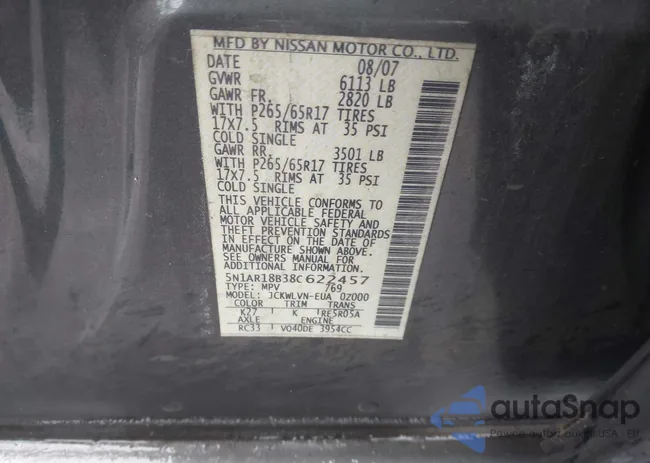 MFD BY NISSAN MOTOR CO., LTD.
DATE 08/07
GVWR 6113 LB
GAWR FR. 2820 LB
WITH P265/65R17 TIRES
17X7.5 RIMS AT 35 PSI
COLD SINGLE
GAWR RR. 3501 LB
WITH P265/65R17 TIRES
17X7.5 RIMS AT 35 PSI
COLD SINGLE
THIS VEHICLE CONFORMS TO
ALL APPLICABLE FEDERAL
MOTOR VEHICLE SAFETY AND
THEFT PREVENTION STANDARDS
IN EFFECT ON THE DATE OF
MANUFACTURE SHOWN ABOVE.
SEE OWNERS MANUAL FOR
ADDITIONAL INFORMATION.
5N1AR18B38C622457
TYPE: MPV /69
MODEL: JCKWLVN-EUA 0Z000
COLOR TRIM TRANS
K27 K RE5R05A
AXLE ENGINE
RC33 VQ40DE 3954CC
autaSnap